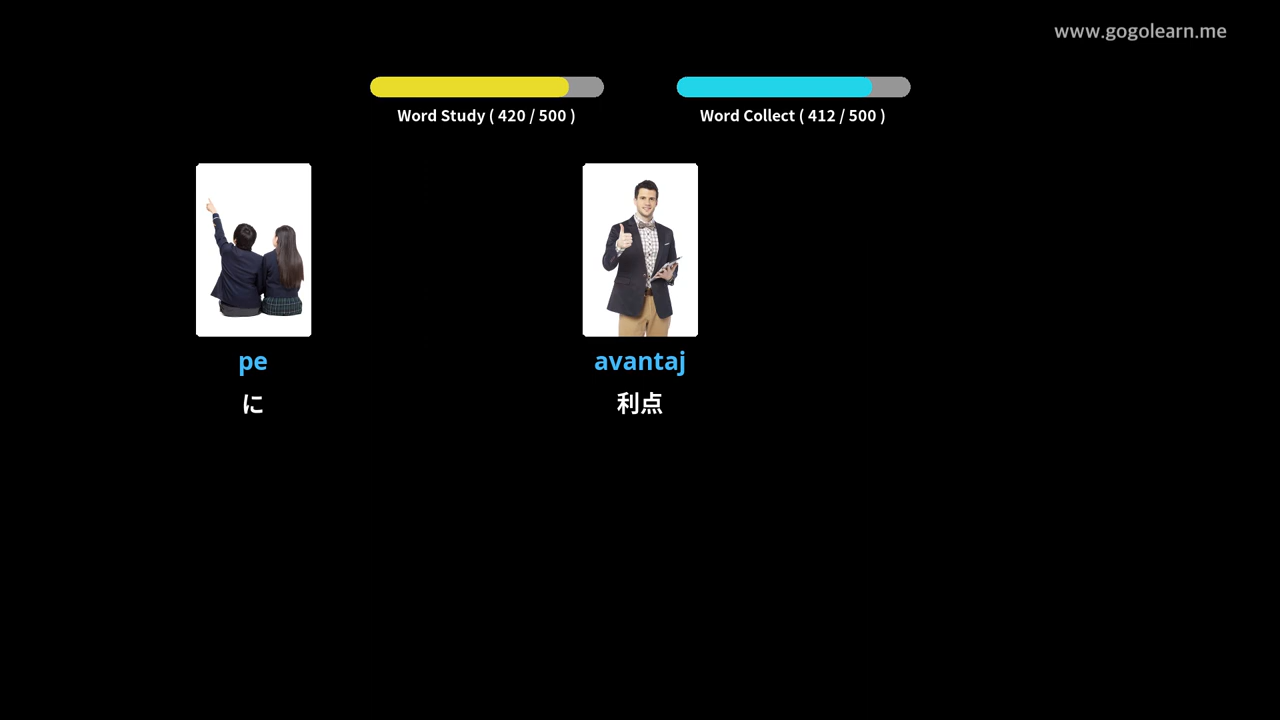 www.gogolearn.me
Word Study ( 420 / 500 )
Word Collect ( 412 / 500 )
pe
に
avantaj
利点